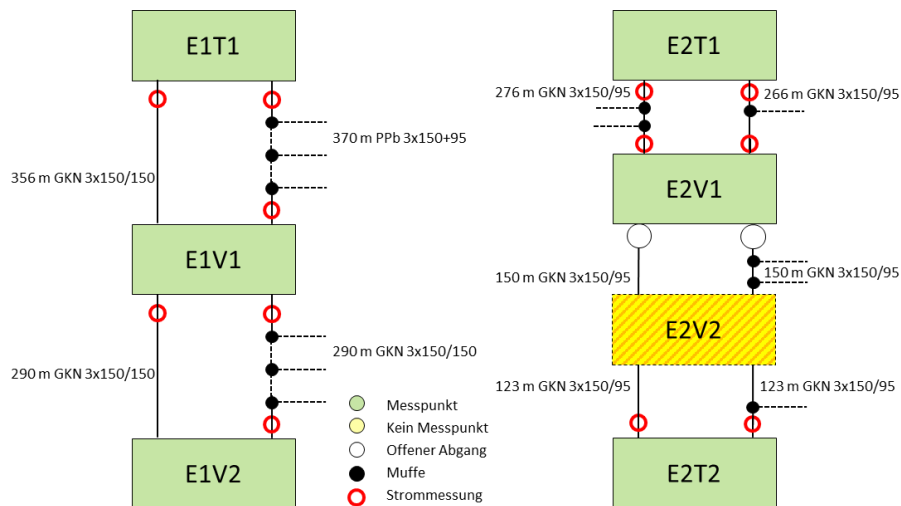 E1T1
370 m PPb 3x150+95
356 m GKN 3x150/150
E1V1
290 m GKN 3x150/150
290 m GKN 3x150/150
E1V2
Messpunkt
Kein Messpunkt
Offener Abgang
Muffe
Strommessung
E2T1
276 m GKN 3x150/95
266 m GKN 3x150/95
E2V1
150 m GKN 3x150/95
150 m GKN 3x150/95
E2V2
123 m GKN 3x150/95
123 m GKN 3x150/95
E2T2